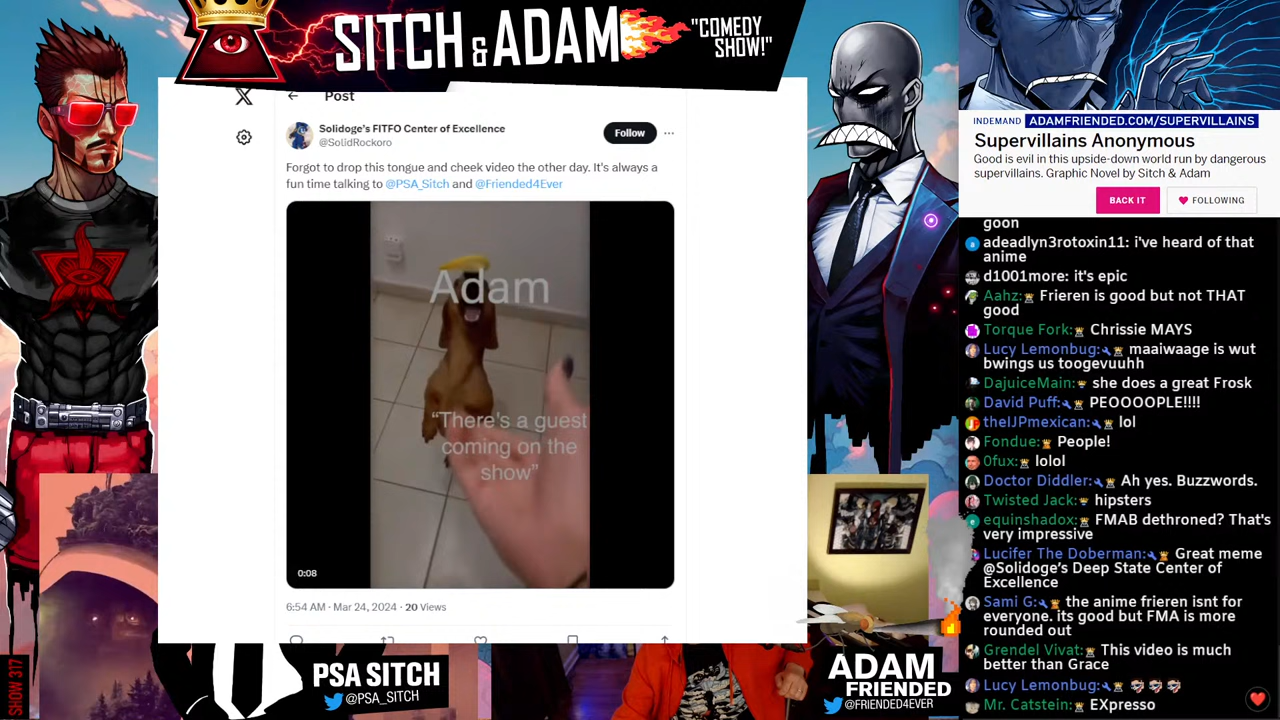 SITCH & ADAM
"COMEDY
SHOW!"
Post
Solidoge's FITFO Center of Excellence
@SolidRockoro
Follow
Forgot to drop this tongue and cheek video the other day. It's always a
fun time talking to @PSA_Sitch and @Friended4Ever
Adam
"There's a guest
coming on the
show"
0:08
6:54 AM · Mar 24, 2024 · 20 Views
SHOW 317
PSA SITCH
@PSA_SITCH
ADAM
FRIENDED
@FRIENDED4EVER
INDEMAND ADAMFRIENDED.COM/SUPERVILLAINS
Supervillains Anonymous
Good is evil in this upside-down world run by dangerous
supervillains. Graphic Novel by Sitch & Adam
BACK IT
FOLLOWING
goon
adeadlyn3rotoxin11: i've heard of that
anime
d1001more: it's epic
Aahz: Frieren is good but not THAT
good
Torque Fork: Chrissie MAYS
Lucy Lemonbug: maaiwaage is wut
bwings us toogevuuhh
DajuiceMain: she does a great Frosk
David Puff: PEOOOOPLE!!!!
theIJPmexican: lol
Fondue: People!
0fux: lolol
Doctor Diddler: Ah yes. Buzzwords.
Twisted Jack: hipsters
equinshadox: FMAB dethroned? That's
very impressive
Lucifer The Doberman: Great meme
@Solidoge's Deep State Center of
Excellence
Sami G: the anime frieren isnt for
everyone. its good but FMA is more
rounded out
Grendel Vivat: This video is much
better than Grace
Lucy Lemonbug:
Mr. Catstein: EXpresso